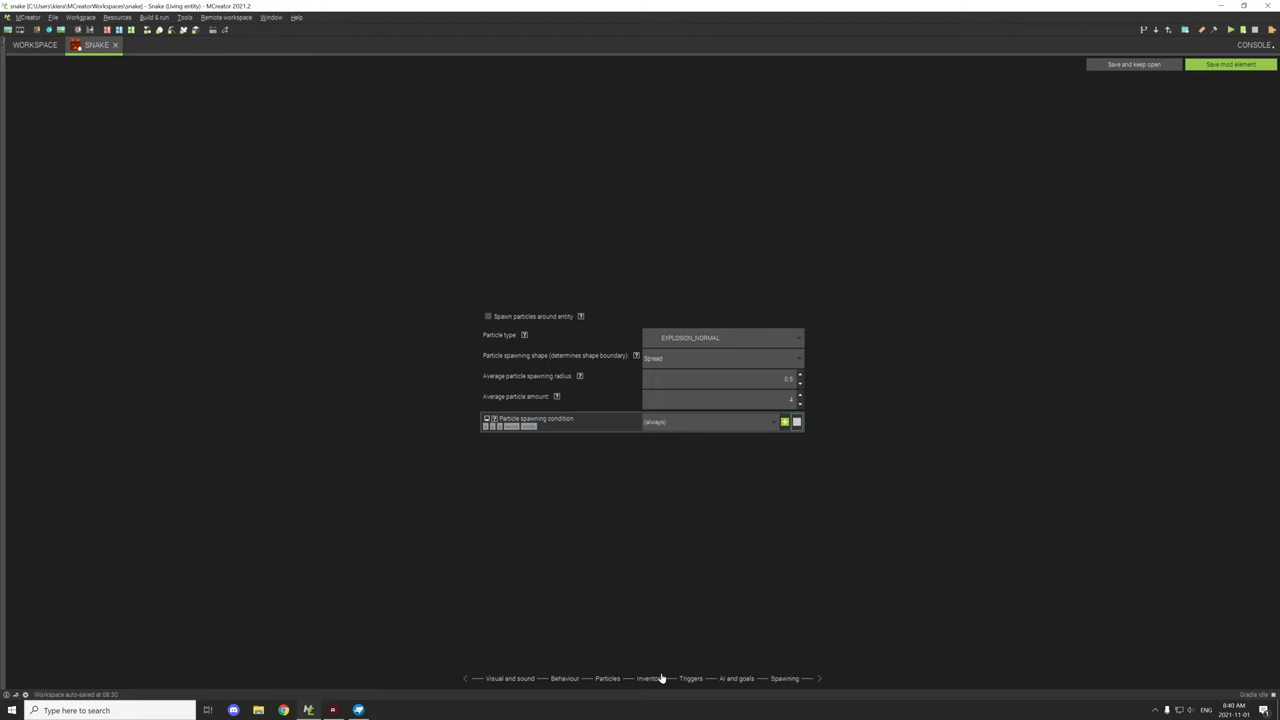 snake [C:\Users\kiera\MCreatorWorkspaces\snake] - Snake (Living entity) - MCreator 2021.2
MCreator File Workspace Resources Build & run Tools Remote workspace Window Help
WORKSPACE SNAKE CONSOLE
Save and keep open Save mod element
Spawn particles around entity ?
Particle type: ? EXPLOSION_NORMAL
Particle spawning shape (determines shape boundary): ? Spread
Average particle spawning radius: ? 0.5
Average particle amount: ? 4
? Particle spawning condition (always)
x y z world entity
Visual and sound Behaviour Particles Inventory Triggers AI and goals Spawning
Workspace auto-saved at 08:30 Gradle idle
Type here to search ENG 8:40 AM
2021-11-01